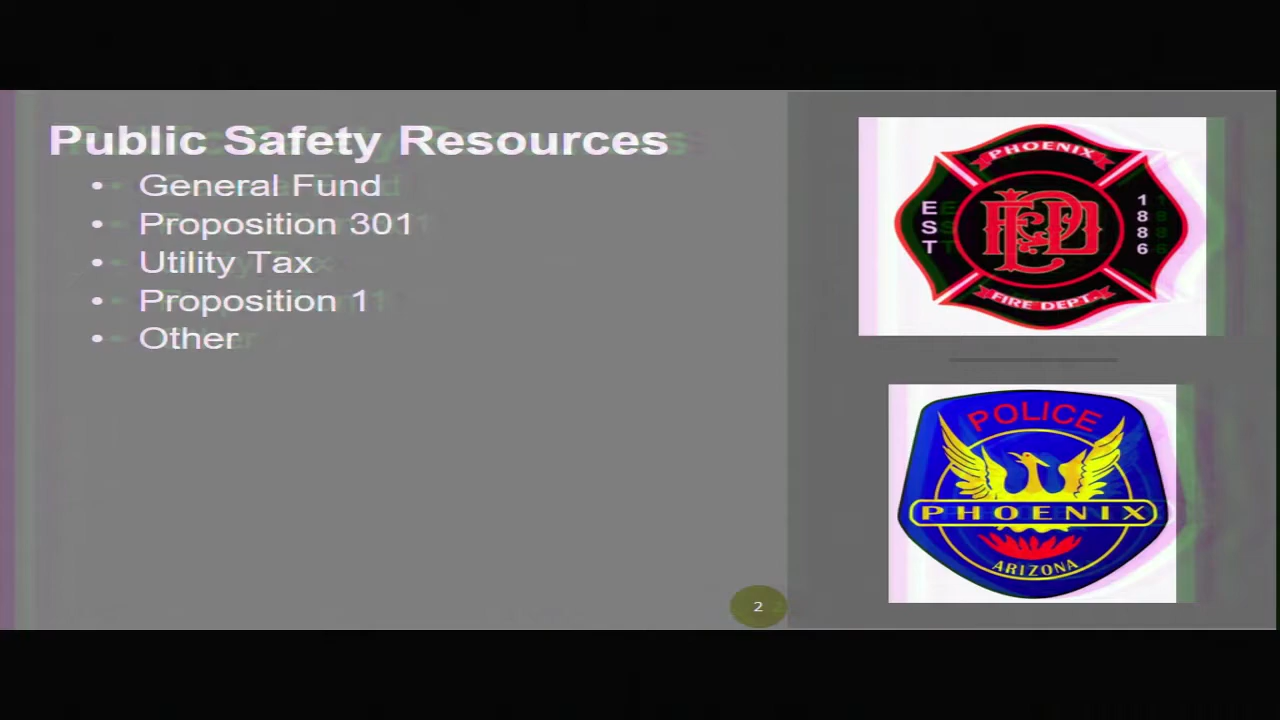 Public Safety Resources
• General Fund
• Proposition 301
• Utility Tax
• Proposition 1
• Other
PHOENIX
EST
1886
FIRE DEPT.
POLICE
PHOENIX
ARIZONA
2